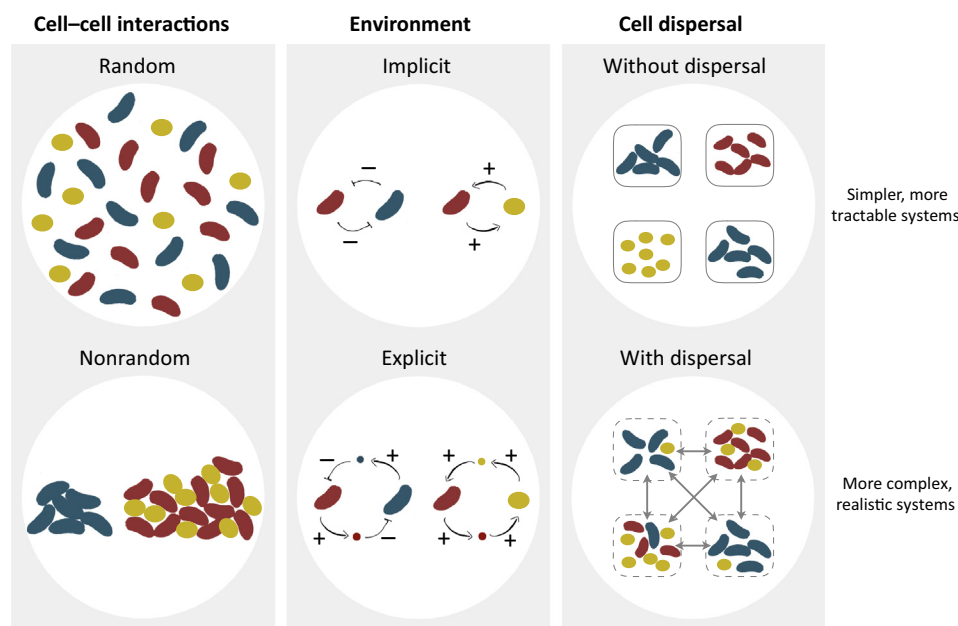 Cell–cell interactions
Environment
Cell dispersal
Random
Implicit
Without dispersal
–
–
+
+
Simpler, more
tractable systems
Nonrandom
Explicit
With dispersal
–
+
+
–
+
+
+
+
More complex,
realistic systems